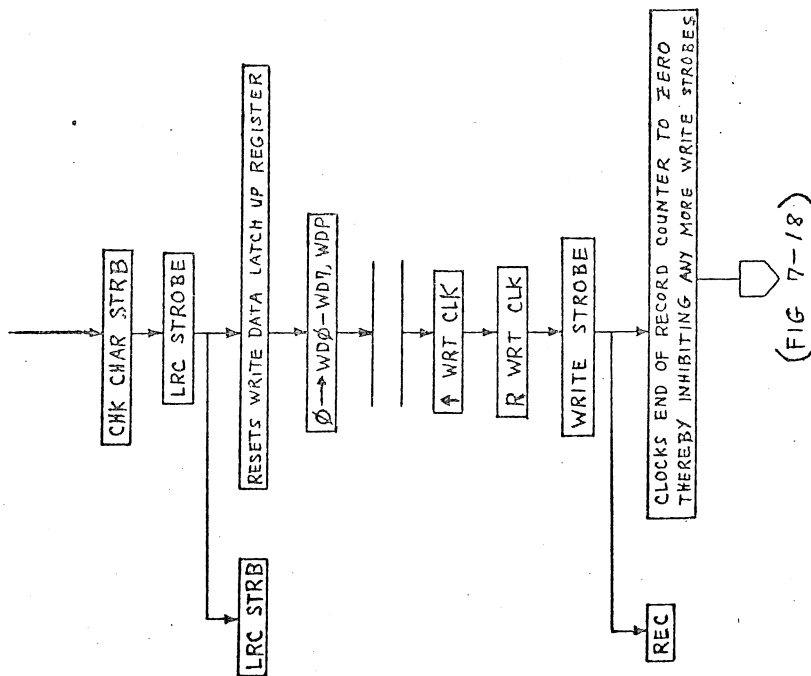 CHK CHAR STRB
LRC STROBE
LRC STRB
RESETS WRITE DATA LATCH UP REGISTER
Ø → WDØ-WD7, WDP
↑ WRT CLK
R WRT CLK
WRITE STROBE
REC
CLOCKS END OF RECORD COUNTER TO ZERO
THEREBY INHIBITING ANY MORE WRITE STROBES
(FIG 7-18)